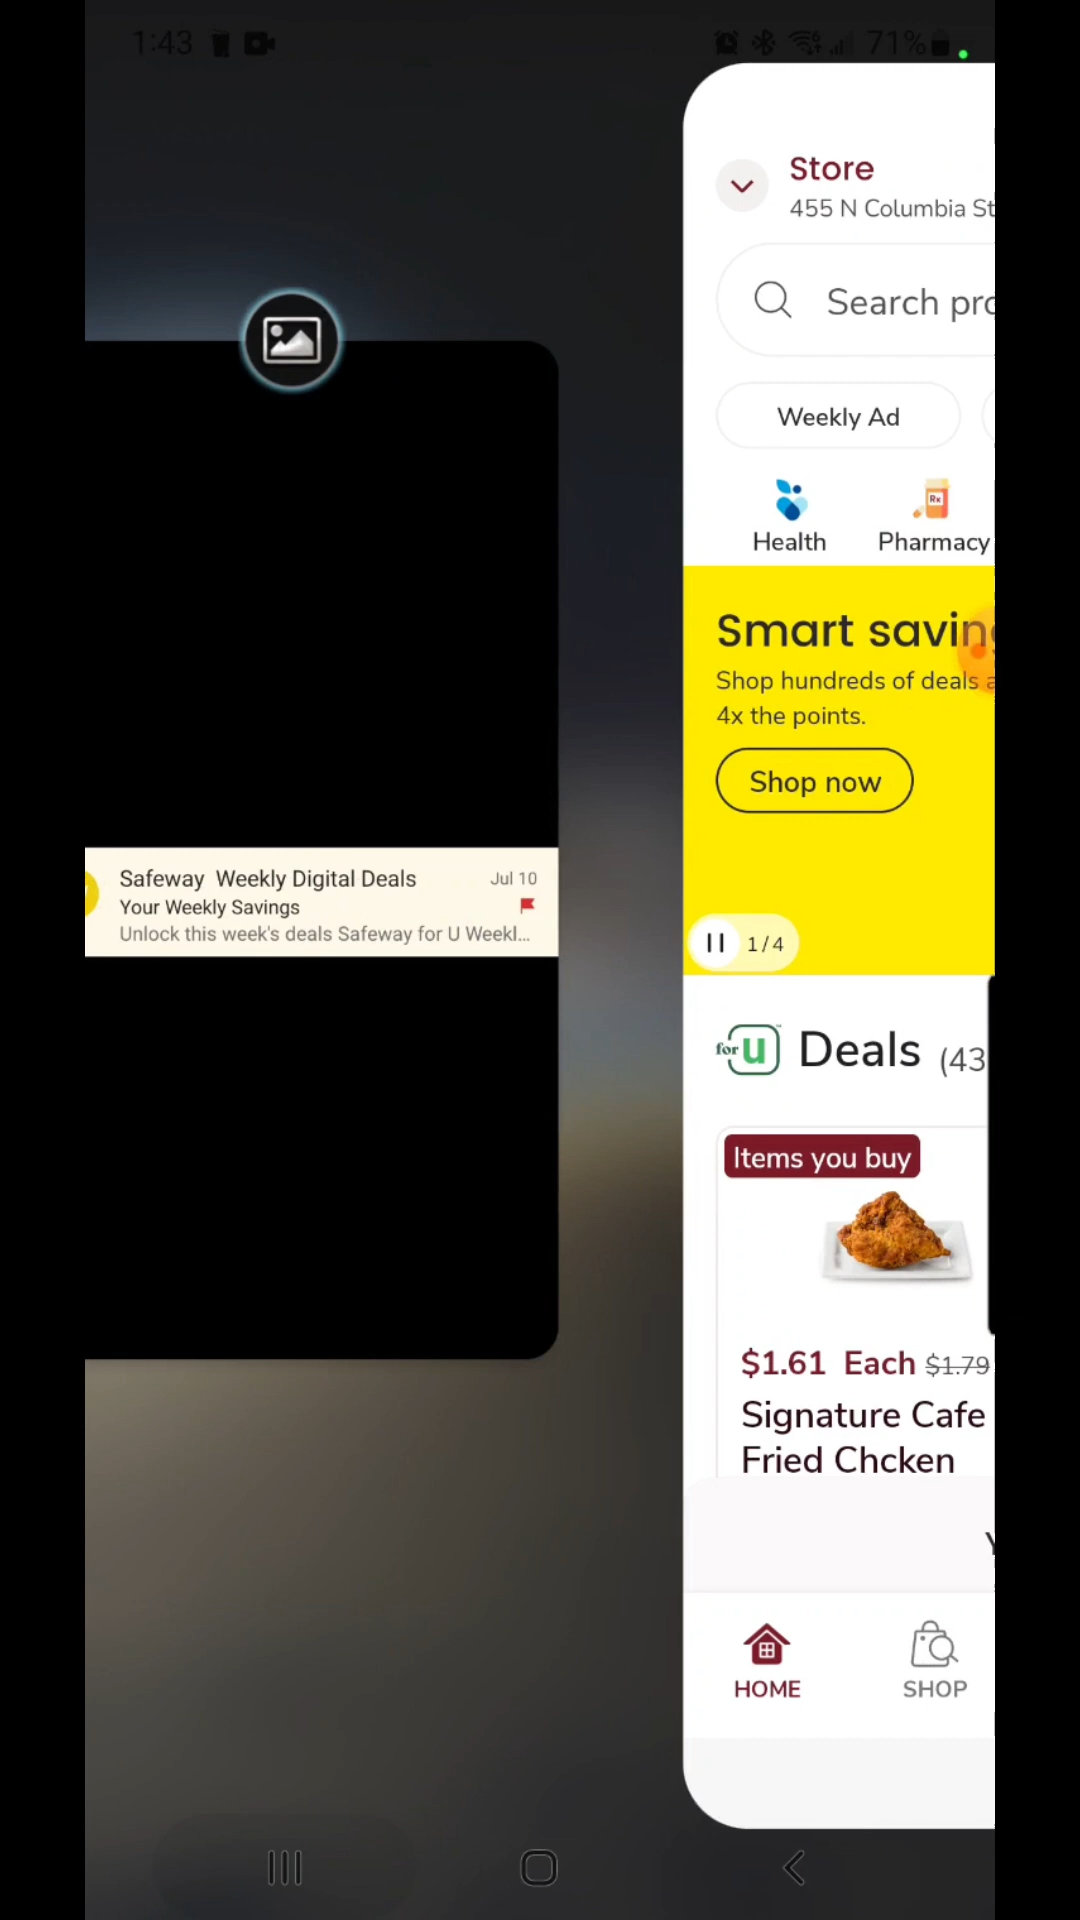 1:43
71%
Store
455 N Columbia St
Search pro
Weekly Ad
Health
Pharmacy
Rx
Smart savin
Shop hundreds of deals a
4x the points.
Shop now
1/4
for U Deals (43
Items you buy
$1.61 Each $1.79
Signature Cafe
Fried Chcken
HOME
SHOP
Safeway Weekly Digital Deals
Jul 10
Your Weekly Savings
Unlock this week's deals Safeway for U Weekl...